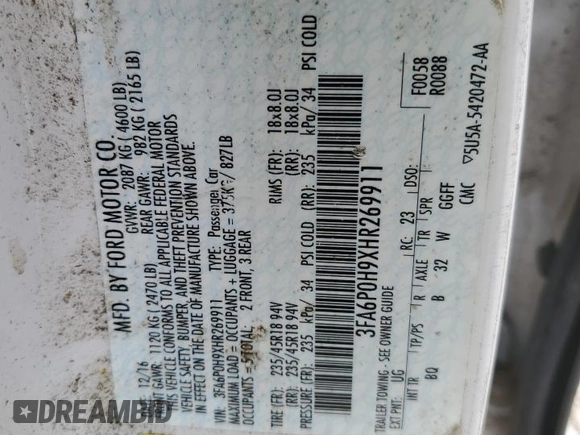 MFD. BY FORD MOTOR CO.
12/16 GVWR: 2087 KG ( 4600 LB)
FRONT GAWR: 1120 KG (2470 LB) REAR GAWR: 982 KG ( 2165 LB)
THIS VEHICLE CONFORMS TO ALL APPLICABLE FEDERAL MOTOR
VEHICLE SAFETY, BUMPER, AND THEFT PREVENTION STANDARDS
IN EFFECT ON THE DATE OF MANUFACTURE SHOWN ABOVE.
VIN: 3FA6P0H9XHR269911 TYPE: Passenger Car
MAXIMUM LOAD = OCCUPANTS + LUGGAGE = 375KG / 827LB
OCCUPANTS = 5 TOTAL: 2 FRONT, 3 REAR
TIRE (FR): 235/45R18 94V RIMS (FR): 18x8.0J
(RR): 235/45R18 94V (RR): 18x8.0J
PRESSURE (FR): 235 kPa/ 34 PSI COLD (RR): 235 kPa/ 34 PSI COLD
3FA6P0H9XHR269911
TRAILER TOWING - SEE OWNER GUIDE
F0058
R0088
EXT PNT: UG RC: 23 DSO:
INT TR TP/PS R AXLE TR SPR
BQ B 32 W GGFF
CMC ▽5U5A-5420472-AA
DREAMBID